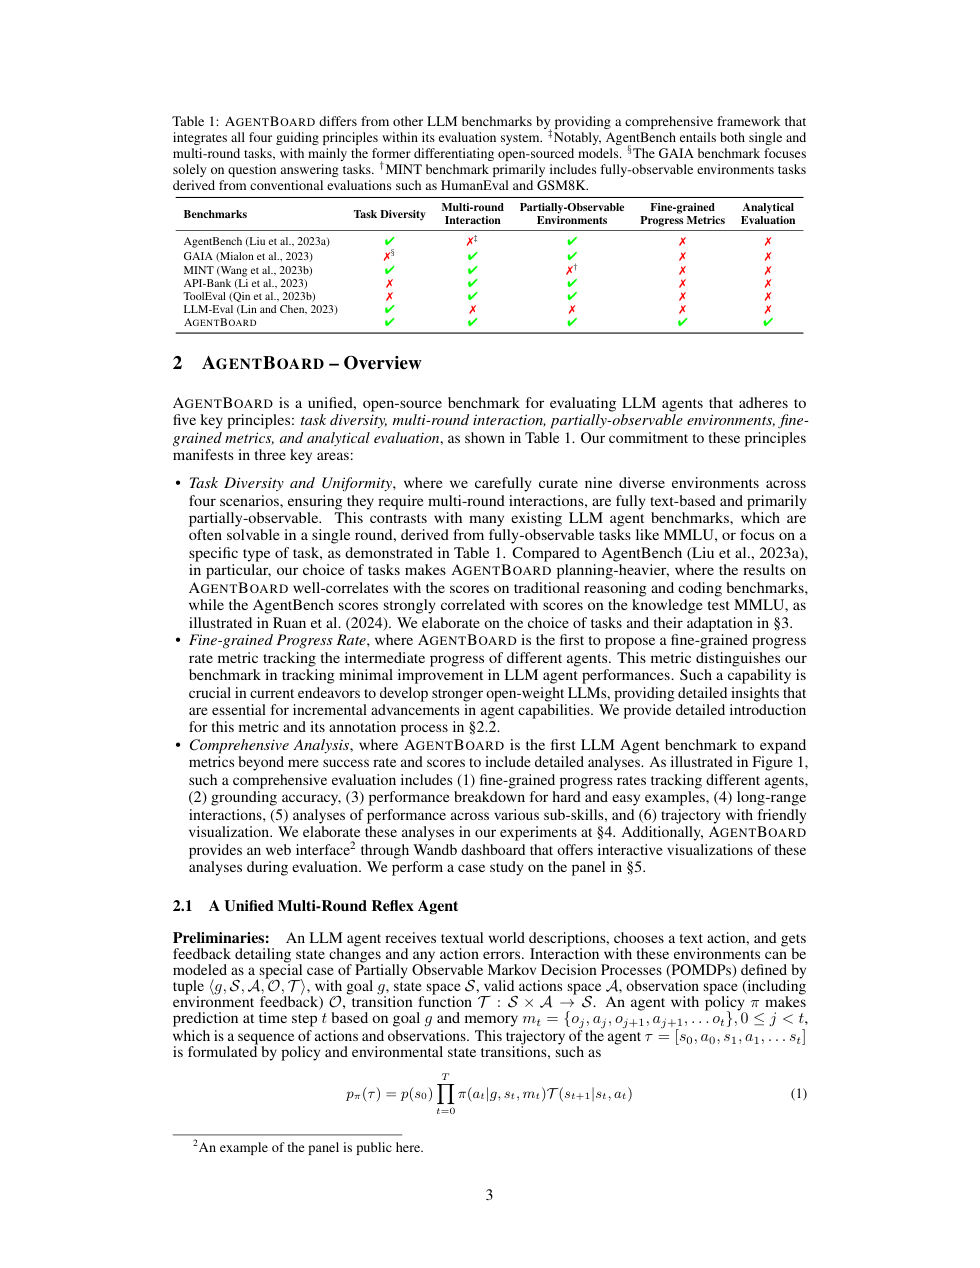 Table 1: AGENTBOARD differs from other LLM benchmarks by providing a comprehensive framework that
integrates all four guiding principles within its evaluation system. ‡Notably, AgentBench entails both single and
multi-round tasks, with mainly the former differentiating open-sourced models. §The GAIA benchmark focuses
solely on question answering tasks. †MINT benchmark primarily includes fully-observable environments tasks
derived from conventional evaluations such as HumanEval and GSM8K.
Benchmarks Task Diversity Multi-round Interaction Partially-Observable Environments Fine-grained Progress Metrics Analytical Evaluation
AgentBench (Liu et al., 2023a) ✔ ✗‡ ✔ ✗ ✗
GAIA (Mialon et al., 2023) ✗§ ✔ ✔ ✗ ✗
MINT (Wang et al., 2023b) ✔ ✔ ✗† ✗ ✗
API-Bank (Li et al., 2023) ✗ ✔ ✔ ✗ ✗
ToolEval (Qin et al., 2023b) ✗ ✔ ✔ ✗ ✗
LLM-Eval (Lin and Chen, 2023) ✔ ✗ ✗ ✗ ✗
AGENTBOARD ✔ ✔ ✔ ✔ ✔
2 AGENTBOARD – Overview
AGENTBOARD is a unified, open-source benchmark for evaluating LLM agents that adheres to
five key principles: task diversity, multi-round interaction, partially-observable environments, fine-
grained metrics, and analytical evaluation, as shown in Table 1. Our commitment to these principles
manifests in three key areas:
• Task Diversity and Uniformity, where we carefully curate nine diverse environments across
four scenarios, ensuring they require multi-round interactions, are fully text-based and primarily
partially-observable. This contrasts with many existing LLM agent benchmarks, which are
often solvable in a single round, derived from fully-observable tasks like MMLU, or focus on a
specific type of task, as demonstrated in Table 1. Compared to AgentBench (Liu et al., 2023a),
in particular, our choice of tasks makes AGENTBOARD planning-heavier, where the results on
AGENTBOARD well-correlates with the scores on traditional reasoning and coding benchmarks,
while the AgentBench scores strongly correlated with scores on the knowledge test MMLU, as
illustrated in Ruan et al. (2024). We elaborate on the choice of tasks and their adaptation in §3.
• Fine-grained Progress Rate, where AGENTBOARD is the first to propose a fine-grained progress
rate metric tracking the intermediate progress of different agents. This metric distinguishes our
benchmark in tracking minimal improvement in LLM agent performances. Such a capability is
crucial in current endeavors to develop stronger open-weight LLMs, providing detailed insights that
are essential for incremental advancements in agent capabilities. We provide detailed introduction
for this metric and its annotation process in §2.2.
• Comprehensive Analysis, where AGENTBOARD is the first LLM Agent benchmark to expand
metrics beyond mere success rate and scores to include detailed analyses. As illustrated in Figure 1,
such a comprehensive evaluation includes (1) fine-grained progress rates tracking different agents,
(2) grounding accuracy, (3) performance breakdown for hard and easy examples, (4) long-range
interactions, (5) analyses of performance across various sub-skills, and (6) trajectory with friendly
visualization. We elaborate these analyses in our experiments at §4. Additionally, AGENTBOARD
provides an web interface² through Wandb dashboard that offers interactive visualizations of these
analyses during evaluation. We perform a case study on the panel in §5.
2.1 A Unified Multi-Round Reflex Agent
Preliminaries: An LLM agent receives textual world descriptions, chooses a text action, and gets
feedback detailing state changes and any action errors. Interaction with these environments can be
modeled as a special case of Partially Observable Markov Decision Processes (POMDPs) defined by
tuple ⟨g, S, A, O, T⟩, with goal g, state space S, valid actions space A, observation space (including
environment feedback) O, transition function T : S × A → S. An agent with policy π makes
prediction at time step t based on goal g and memory m_t = {o_j, a_j, o_{j+1}, a_{j+1}, . . . o_t}, 0 ≤ j < t,
which is a sequence of actions and observations. This trajectory of the agent τ = [s_0, a_0, s_1, a_1, . . . s_t]
is formulated by policy and environmental state transitions, such as
p_π(τ) = p(s_0) ∏_{t=0}^{T} π(a_t|g, s_t, m_t)T(s_{t+1}|s_t, a_t) (1)
²An example of the panel is public here.
3